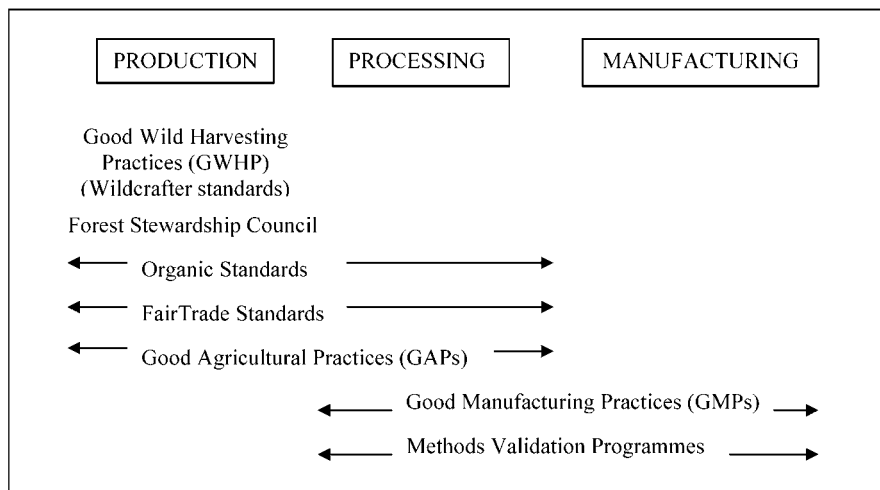 PRODUCTION PROCESSING MANUFACTURING
Good Wild Harvesting
Practices (GWHP)
(Wildcrafter standards)
Forest Stewardship Council
Organic Standards
FairTrade Standards
Good Agricultural Practices (GAPs)
Good Manufacturing Practices (GMPs)
Methods Validation Programmes